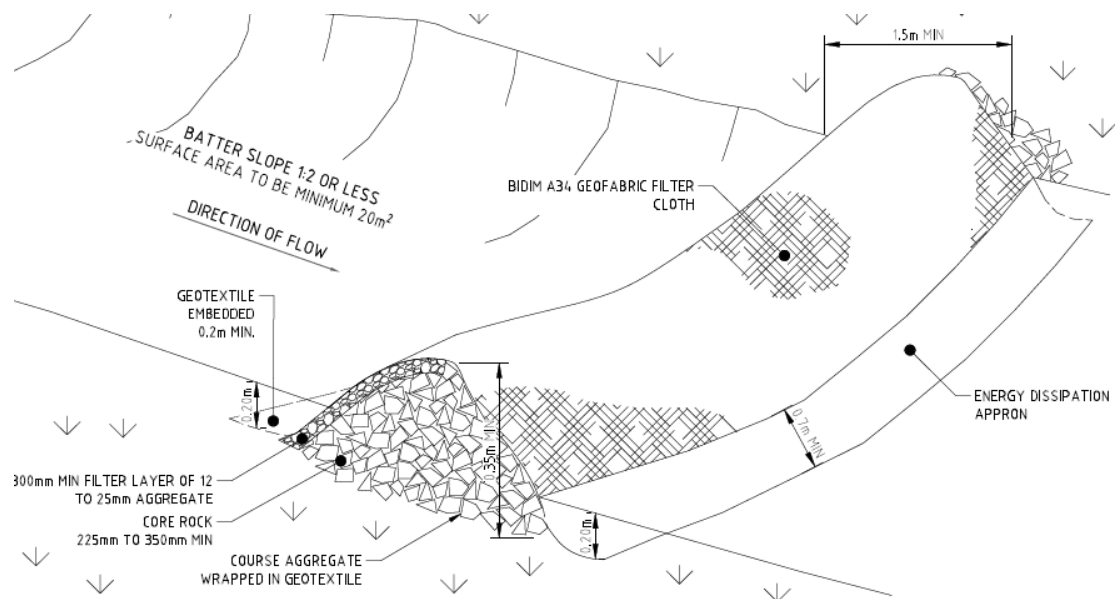 1.5m MIN
BATTER SLOPE 1:2 OR LESS
SURFACE AREA TO BE MINIMUM 20m²
DIRECTION OF FLOW
BIDIM A34 GEOFABRIC FILTER
CLOTH
GEOTEXTILE
EMBEDDED
0.2m MIN.
0.20m
300mm MIN FILTER LAYER OF 12
TO 25mm AGGREGATE
CORE ROCK
225mm TO 350mm MIN
COURSE AGGREGATE
WRAPPED IN GEOTEXTILE
0.35m MIN
0.20m
0.7m MIN
ENERGY DISSIPATION
APPRON